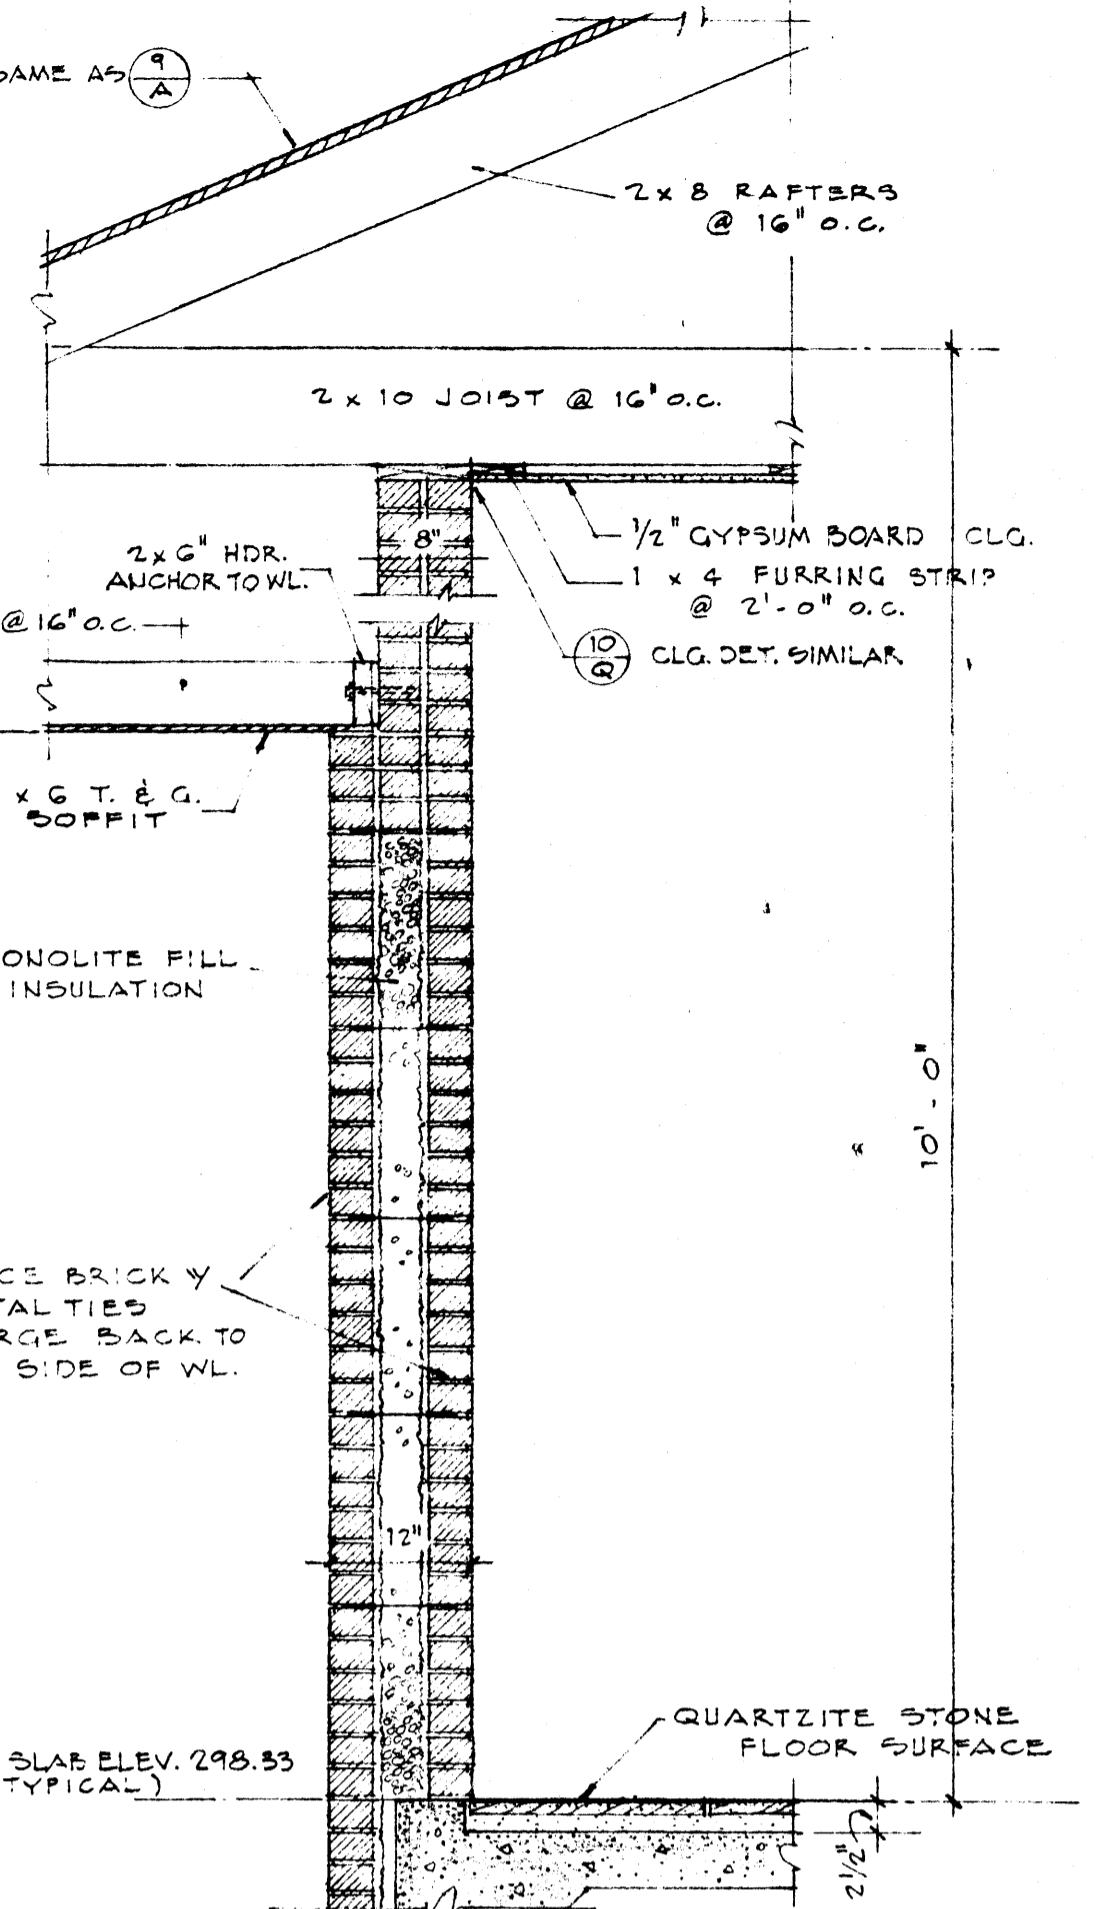 SAME AS 9
A
2 x 8 RAFTERS
@ 16" O.C.
2 x 10 JOIST @ 16" O.C.
8"
2x6" HDR.
ANCHOR TO WL.
@ 16" O.C.
1/2" GYPSUM BOARD CLG.
1 x 4 FURRING STRIP
@ 2'-0" O.C.
10
Q
CLG. DET. SIMILAR
x 6 T. & G.
SOFFIT
ONOLITE FILL
INSULATION
10'-0"
CE BRICK W/
TAL TIES
RGE BACK TO
SIDE OF WL.
12"
QUARTZITE STONE
FLOOR SURFACE
SLAB ELEV. 298.33
TYPICAL)
2 1/2"